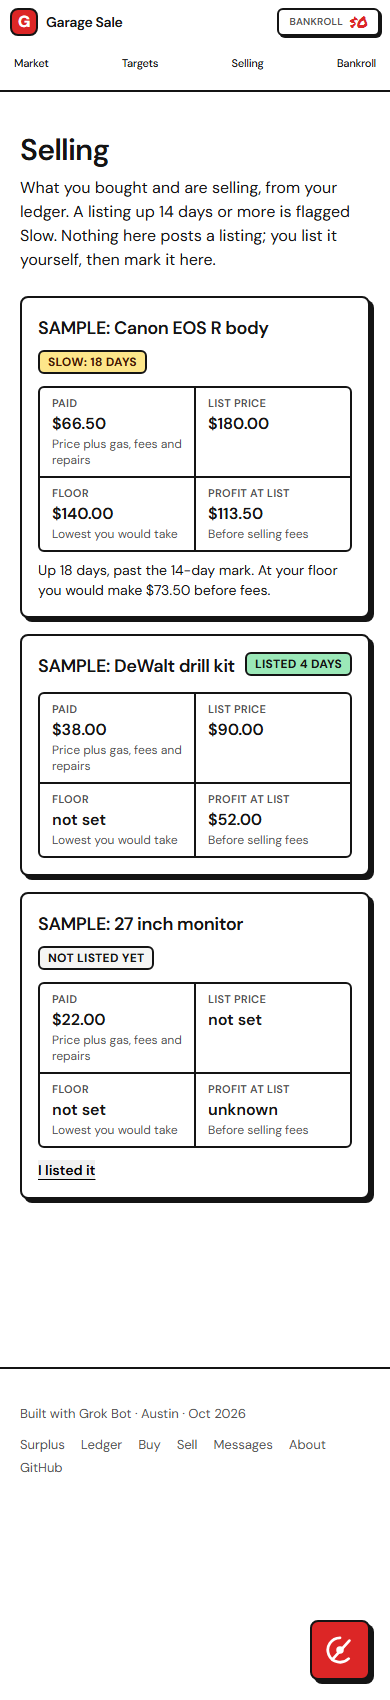 G Garage Sale
BANKROLL $0
Market Targets Selling Bankroll
Selling
What you bought and are selling, from your
ledger. A listing up 14 days or more is flagged
Slow. Nothing here posts a listing; you list it
yourself, then mark it here.
SAMPLE: Canon EOS R body
SLOW: 18 DAYS
PAID
$66.50
Price plus gas, fees and
repairs
LIST PRICE
$180.00
FLOOR
$140.00
Lowest you would take
PROFIT AT LIST
$113.50
Before selling fees
Up 18 days, past the 14-day mark. At your floor
you would make $73.50 before fees.
SAMPLE: DeWalt drill kit
LISTED 4 DAYS
PAID
$38.00
Price plus gas, fees and
repairs
LIST PRICE
$90.00
FLOOR
not set
Lowest you would take
PROFIT AT LIST
$52.00
Before selling fees
SAMPLE: 27 inch monitor
NOT LISTED YET
PAID
$22.00
Price plus gas, fees and
repairs
LIST PRICE
not set
FLOOR
not set
Lowest you would take
PROFIT AT LIST
unknown
Before selling fees
I listed it
Built with Grok Bot · Austin · Oct 2026
Surplus Ledger Buy Sell Messages About
GitHub